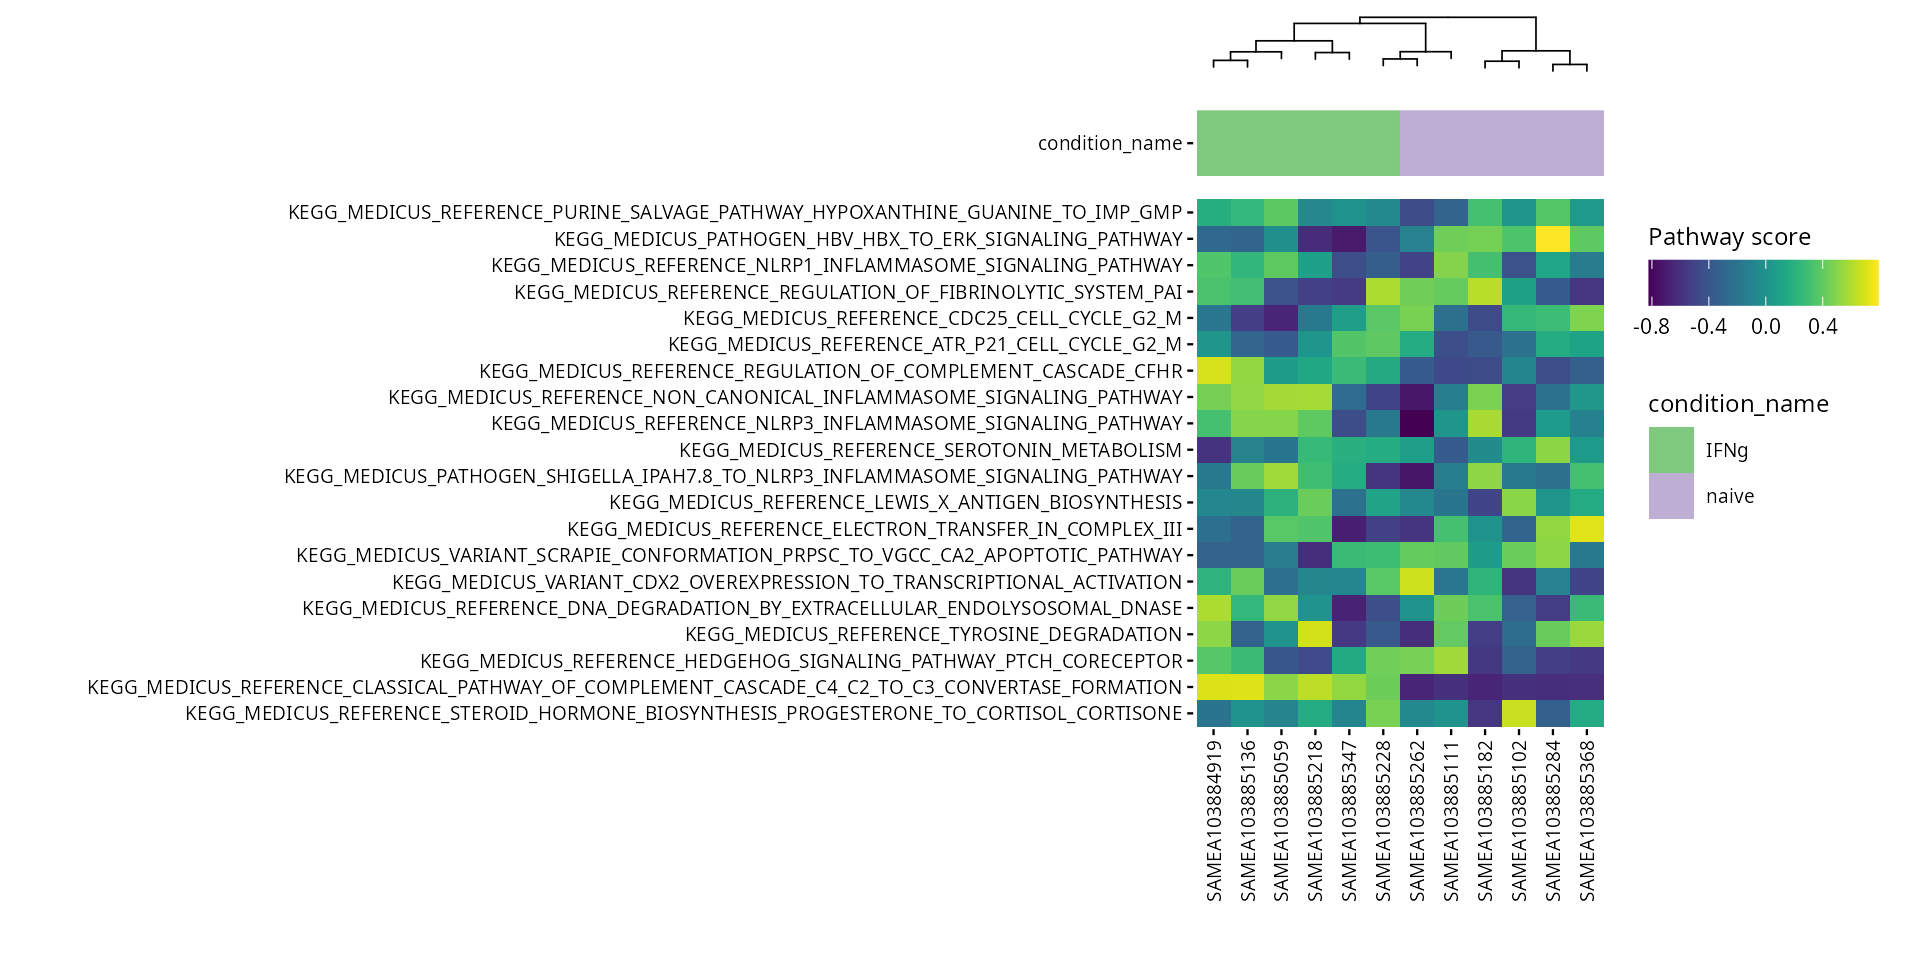 condition_name
KEGG_MEDICUS_REFERENCE_PURINE_SALVAGE_PATHWAY_HYPOXANTHINE_GUANINE_TO_IMP_GMP
KEGG_MEDICUS_PATHOGEN_HBV_HBX_TO_ERK_SIGNALING_PATHWAY
KEGG_MEDICUS_REFERENCE_NLRP1_INFLAMMASOME_SIGNALING_PATHWAY
KEGG_MEDICUS_REFERENCE_REGULATION_OF_FIBRINOLYTIC_SYSTEM_PAI
KEGG_MEDICUS_REFERENCE_CDC25_CELL_CYCLE_G2_M
KEGG_MEDICUS_REFERENCE_ATR_P21_CELL_CYCLE_G2_M
KEGG_MEDICUS_REFERENCE_REGULATION_OF_COMPLEMENT_CASCADE_CFHR
KEGG_MEDICUS_REFERENCE_NON_CANONICAL_INFLAMMASOME_SIGNALING_PATHWAY
KEGG_MEDICUS_REFERENCE_NLRP3_INFLAMMASOME_SIGNALING_PATHWAY
KEGG_MEDICUS_REFERENCE_SEROTONIN_METABOLISM
KEGG_MEDICUS_PATHOGEN_SHIGELLA_IPAH7.8_TO_NLRP3_INFLAMMASOME_SIGNALING_PATHWAY
KEGG_MEDICUS_REFERENCE_LEWIS_X_ANTIGEN_BIOSYNTHESIS
KEGG_MEDICUS_REFERENCE_ELECTRON_TRANSFER_IN_COMPLEX_III
KEGG_MEDICUS_VARIANT_SCRAPIE_CONFORMATION_PRPSC_TO_VGCC_CA2_APOPTOTIC_PATHWAY
KEGG_MEDICUS_VARIANT_CDX2_OVEREXPRESSION_TO_TRANSCRIPTIONAL_ACTIVATION
KEGG_MEDICUS_REFERENCE_DNA_DEGRADATION_BY_EXTRACELLULAR_ENDOLYSOSOMAL_DNASE
KEGG_MEDICUS_REFERENCE_TYROSINE_DEGRADATION
KEGG_MEDICUS_REFERENCE_HEDGEHOG_SIGNALING_PATHWAY_PTCH_CORECEPTOR
KEGG_MEDICUS_REFERENCE_CLASSICAL_PATHWAY_OF_COMPLEMENT_CASCADE_C4_C2_TO_C3_CONVERTASE_FORMATION
KEGG_MEDICUS_REFERENCE_STEROID_HORMONE_BIOSYNTHESIS_PROGESTERONE_TO_CORTISOL_CORTISONE
SAMEA103884919
SAMEA103885136
SAMEA103885059
SAMEA103885218
SAMEA103885347
SAMEA103885228
SAMEA103885262
SAMEA103885111
SAMEA103885182
SAMEA103885102
SAMEA103885284
SAMEA103885368
Pathway score
-0.8 -0.4 0.0 0.4
condition_name
IFNg
naive